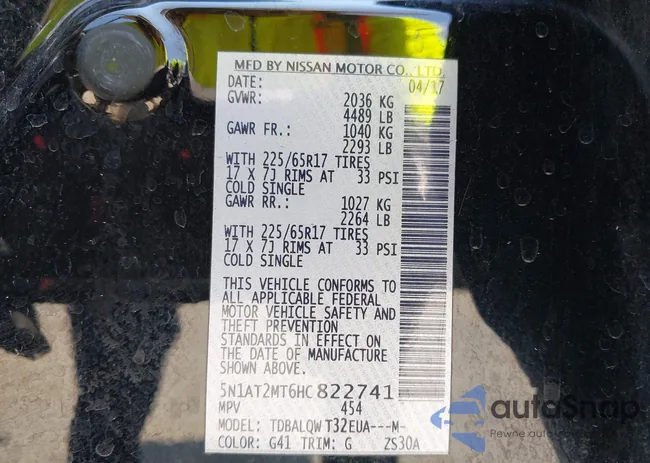 MFD BY NISSAN MOTOR CO., LTD.
DATE: 04/17
GVWR: 2036 KG
4489 LB
GAWR FR.: 1040 KG
2293 LB
WITH 225/65R17 TIRES
17 X 7J RIMS AT 33 PSI
COLD SINGLE
GAWR RR.: 1027 KG
2264 LB
WITH 225/65R17 TIRES
17 X 7J RIMS AT 33 PSI
COLD SINGLE
THIS VEHICLE CONFORMS TO
ALL APPLICABLE FEDERAL
MOTOR VEHICLE SAFETY AND
THEFT PREVENTION
STANDARDS IN EFFECT ON
THE DATE OF MANUFACTURE
SHOWN ABOVE.
5N1AT2MT6HC822741
MPV 454
MODEL: TDBALQWT32EUA---M-
COLOR: G41 TRIM: G ZS30A
autoSnap
Pewne auto